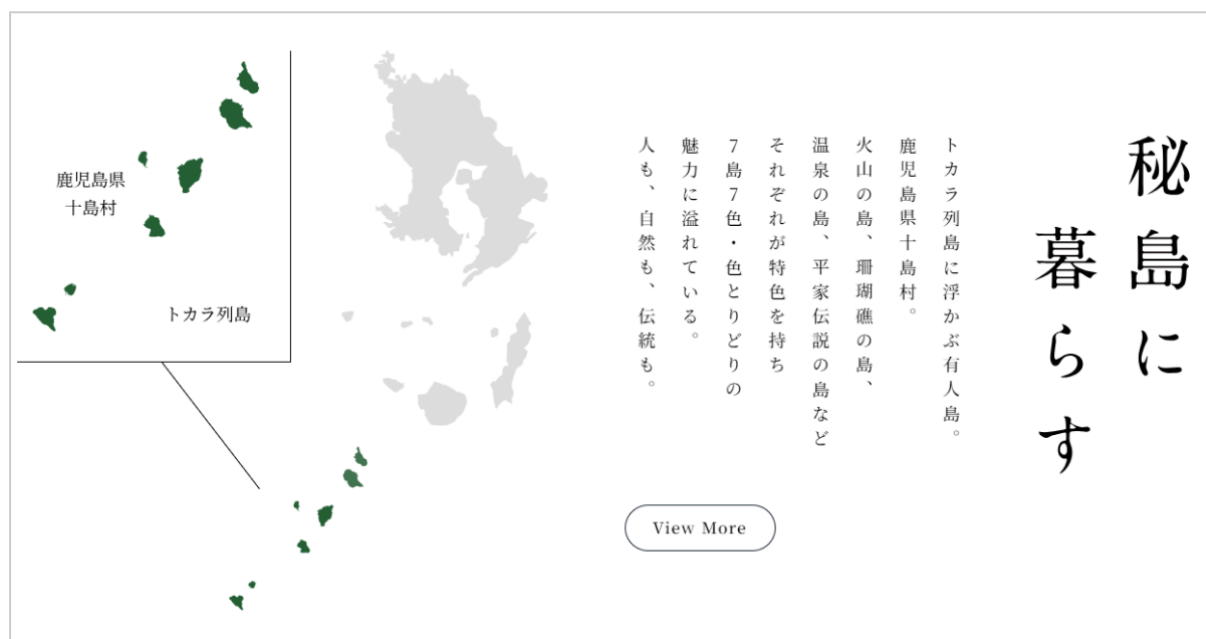 秘島に
暮らす
トカラ列島に浮かぶ有人島。
鹿児島県十島村。
火山の島、珊瑚礁の島、
温泉の島、平家伝説の島など
それぞれが特色を持ち
7島7色・色とりどりの
魅力に溢れている。
人も、自然も、伝統も。
View More
鹿児島県
十島村
トカラ列島